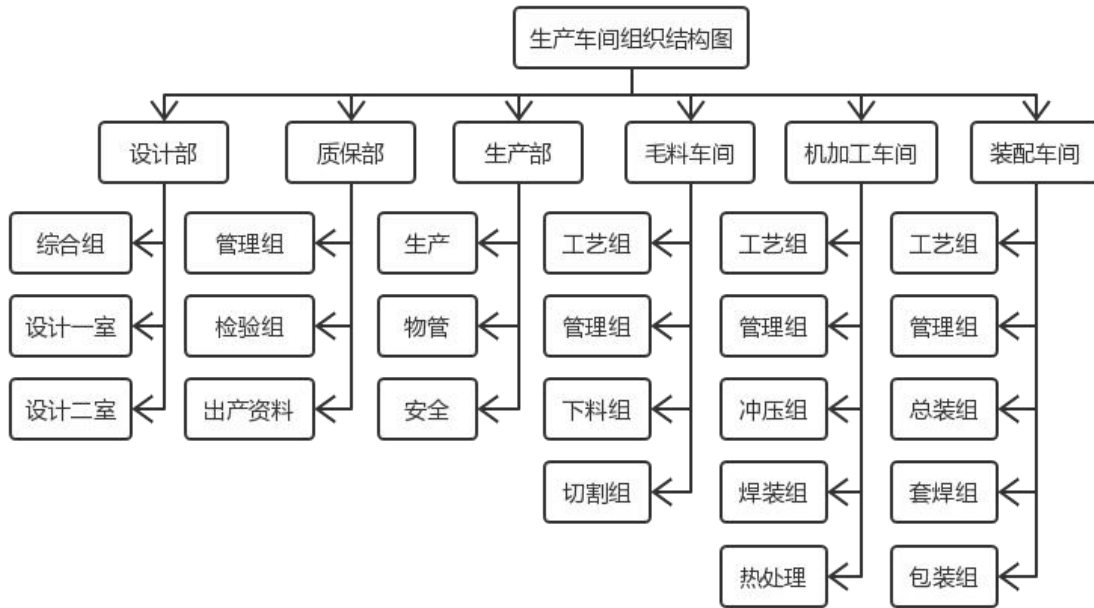 生产车间组织结构图
设计部
质保部
生产部
毛料车间
机加工车间
装配车间
综合组
管理组
生产
工艺组
工艺组
工艺组
设计一室
检验组
物管
管理组
管理组
管理组
设计二室
出产资料
安全
下料组
冲压组
总装组
切割组
焊装组
套焊组
热处理
包装组